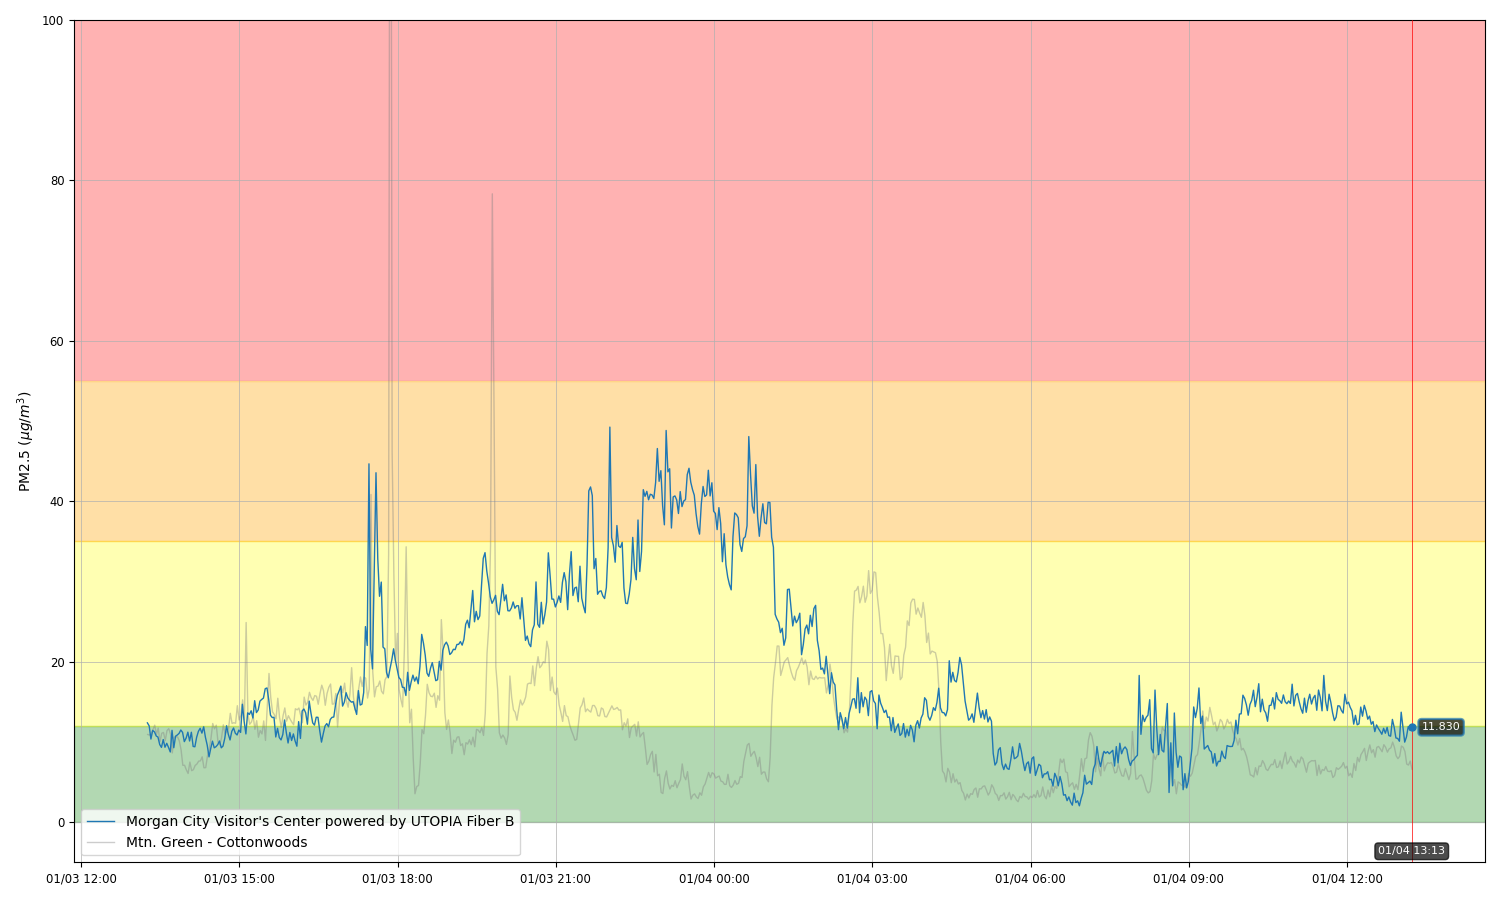 100
80
60
40
20
0
PM2.5 (μg/m³)
11.830
Morgan City Visitor's Center powered by UTOPIA Fiber B
Mtn. Green - Cottonwoods
01/04 13:13
01/03 12:00 01/03 15:00 01/03 18:00 01/03 21:00 01/04 00:00 01/04 03:00 01/04 06:00 01/04 09:00 01/04 12:00